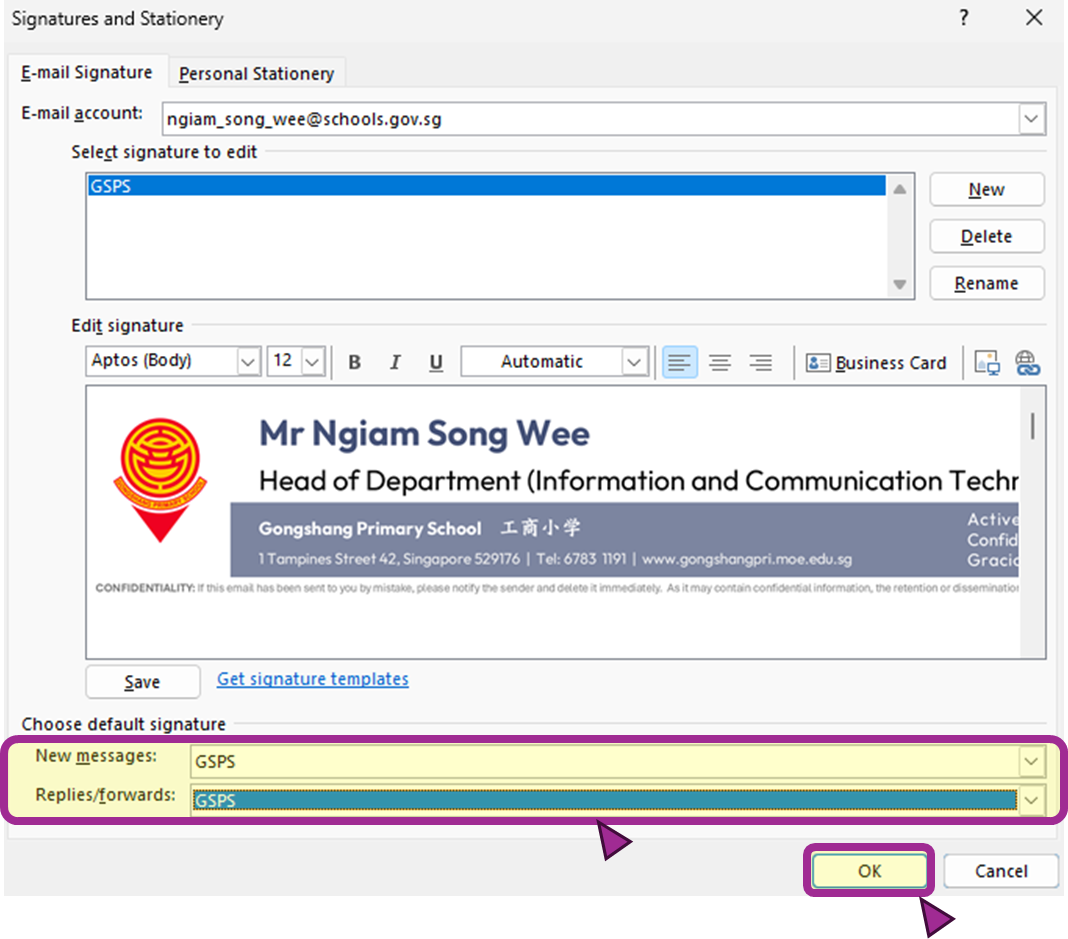 Signatures and Stationery ?
E-mail Signature Personal Stationery
E-mail account: ngiam_song_wee@schools.gov.sg
Select signature to edit
GSPS
New
Delete
Rename
Edit signature
Aptos (Body) 12 B I U Automatic Business Card
Mr Ngiam Song Wee
Head of Department (Information and Communication Techn
Gongshang Primary School 工商小学
1 Tampines Street 42, Singapore 529176 | Tel: 6783 1191 | www.gongshangpri.moe.edu.sg
Active
Confid
Gracio
CONFIDENTIALITY: If this email has been sent to you by mistake, please notify the sender and delete it immediately. As it may contain confidential information, the retention or dissemination
Save Get signature templates
Choose default signature
New messages: GSPS
Replies/forwards: GSPS
OK Cancel